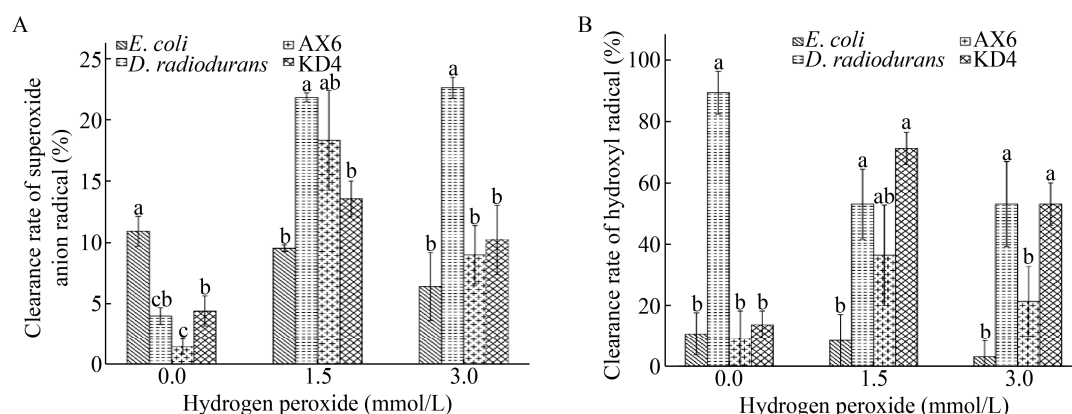 A
E. coli AX6
D. radiodurans KD4
Clearance rate of superoxide
anion radical (%)
25
20
15
10
5
0
a
cb
c
b
b
a
ab
b
b
a
b
b
0.0 1.5 3.0
Hydrogen peroxide (mmol/L)
B
E. coli AX6
D. radiodurans KD4
Clearance rate of hydroxyl radical (%)
100
80
60
40
20
0
b
a
b
b
b
a
ab
a
b
a
b
a
0.0 1.5 3.0
Hydrogen peroxide (mmol/L)